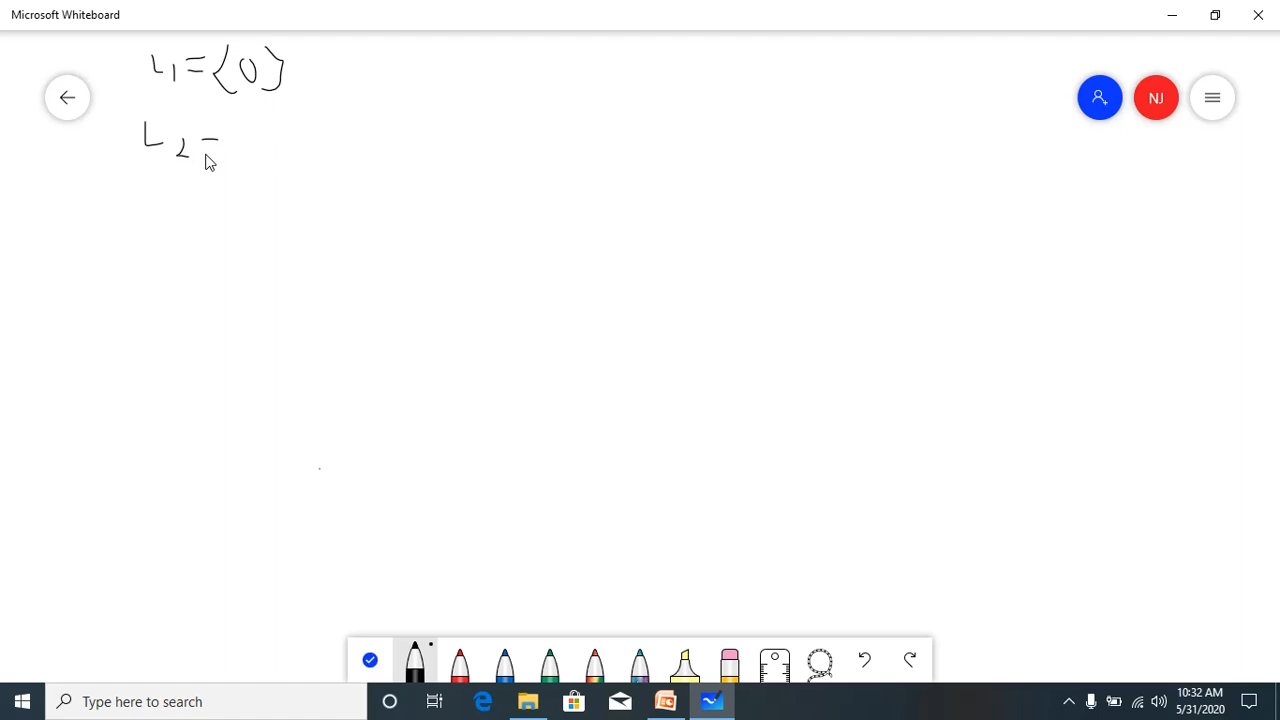 Microsoft Whiteboard
L1 = {0}
NJ
L2 =
Type here to search
10:32 AM
5/31/2020